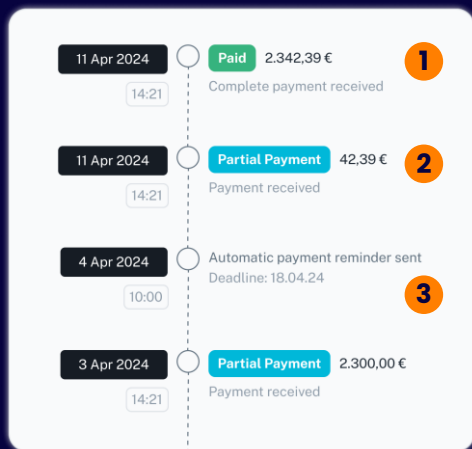 11 Apr 2024 Paid 2.342,39 € 1
14:21 Complete payment received
11 Apr 2024 Partial Payment 42,39 € 2
14:21 Payment received
4 Apr 2024 Automatic payment reminder sent
Deadline: 18.04.24
10:00 3
3 Apr 2024 Partial Payment 2.300,00 €
14:21 Payment received